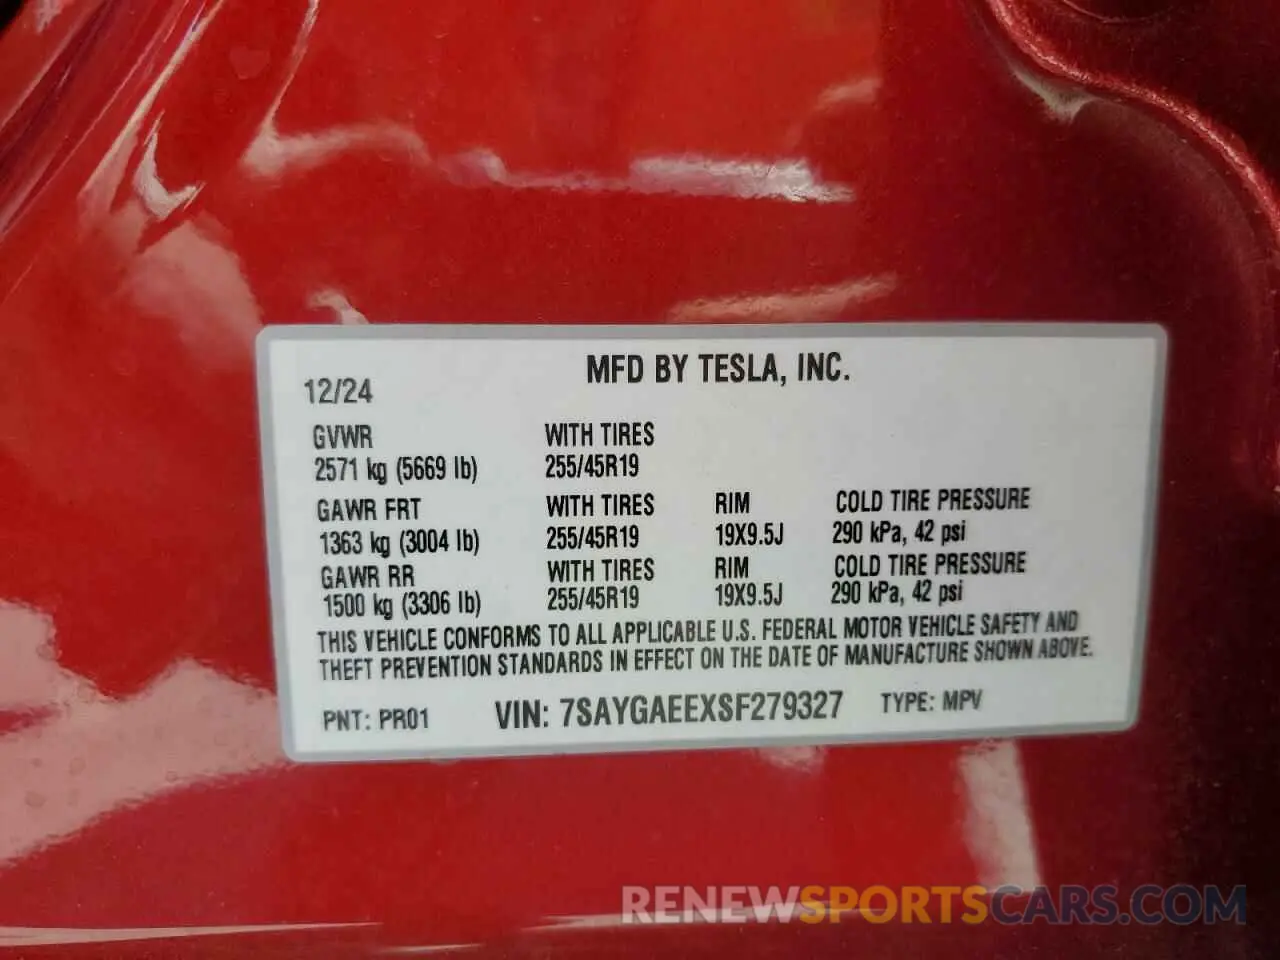 MFD BY TESLA, INC.
12/24
GVWR WITH TIRES
2571 kg (5669 lb) 255/45R19
GAWR FRT WITH TIRES RIM COLD TIRE PRESSURE
1363 kg (3004 lb) 255/45R19 19X9.5J 290 kPa, 42 psi
GAWR RR WITH TIRES RIM COLD TIRE PRESSURE
1500 kg (3306 lb) 255/45R19 19X9.5J 290 kPa, 42 psi
THIS VEHICLE CONFORMS TO ALL APPLICABLE U.S. FEDERAL MOTOR VEHICLE SAFETY AND
THEFT PREVENTION STANDARDS IN EFFECT ON THE DATE OF MANUFACTURE SHOWN ABOVE.
PNT: PR01 VIN: 7SAYGAEEXSF279327 TYPE: MPV
RENEWSPORTSCARS.COM